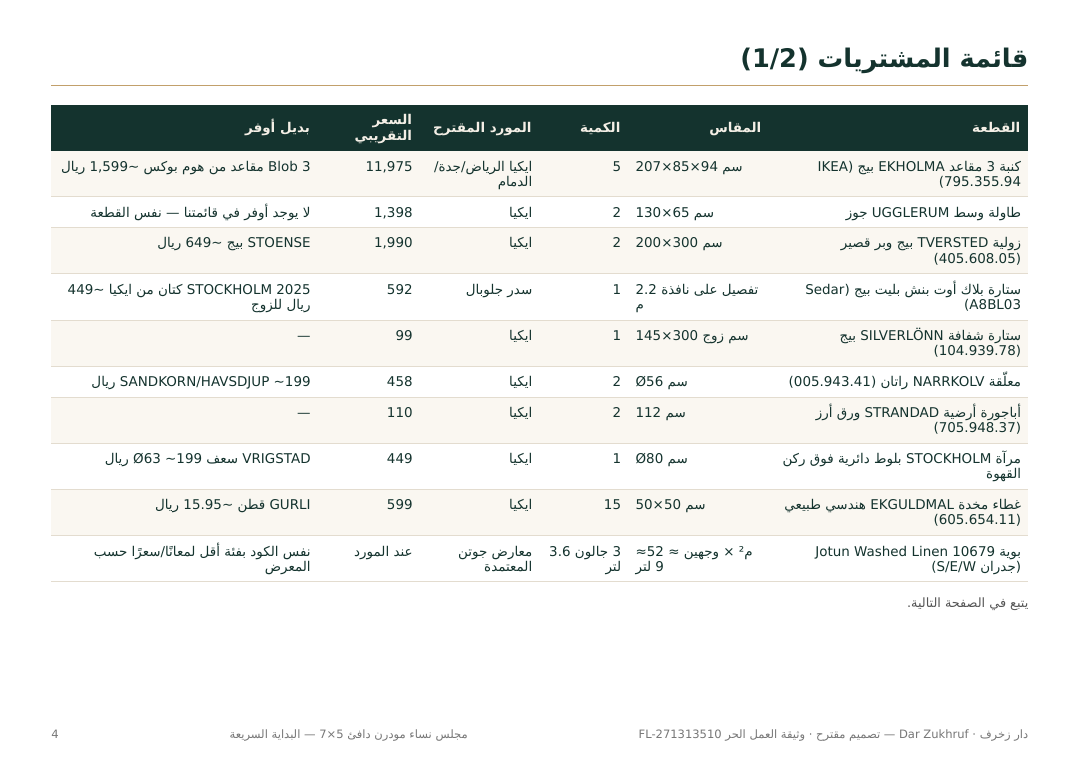 قائمة المشتريات (1/2)
القطعة المقاس الكمية المورد المقترح السعر التقريبي بديل أوفر
كنبة 3 مقاعد EKHOLMA بيج (IKEA 795.355.94) 207×85×94 سم 5 ايكيا الرياض/جدة/الدمام 11,975 Blob 3 مقاعد من هوم بوكس ~1,599 ريال
طاولة وسط UGGLERUM جوز 130×65 سم 2 ايكيا 1,398 لا يوجد أوفر في قائمتنا — نفس القطعة
زولية TVERSTED بيج وبر قصير (405.608.05) 200×300 سم 2 ايكيا 1,990 STOENSE بيج ~649 ريال
ستارة بلاك أوت بنش بليت بيج (Sedar A8BL03) تفصيل على نافذة 2.2 م 1 سدر جلوبال 592 STOCKHOLM 2025 كتان من ايكيا ~449 ريال للزوج
ستارة شفافة SILVERLÖNN بيج (104.939.78) 145×300 سم زوج 1 ايكيا 99 —
معلّقة NARRKOLV راتان (005.943.41) Ø56 سم 2 ايكيا 458 SANDKORN/HAVSDJUP ~199 ريال
أباجورة أرضية STRANDAD ورق أرز (705.948.37) 112 سم 2 ايكيا 110 —
مرآة STOCKHOLM بلوط دائرية فوق ركن القهوة Ø80 سم 1 ايكيا 449 VRIGSTAD سعف Ø63 ~199 ريال
غطاء مخدة EKGULDMAL هندسي طبيعي (605.654.11) 50×50 سم 15 ايكيا 599 GURLI قطن ~15.95 ريال
بوية Jotun Washed Linen 10679 (جدران S/E/W) ≈52 م² × وجهين ≈ 9 لتر 3 جالون 3.6 لتر معارض جوتن المعتمدة عند المورد نفس الكود بفئة أقل لمعانًا/سعرًا حسب المعرض
يتبع في الصفحة التالية.
دار زخرف · Dar Zukhruf — تصميم مقترح · وثيقة العمل الحر FL-271313510 مجلس نساء مودرن دافئ 5×7 — البداية السريعة 4